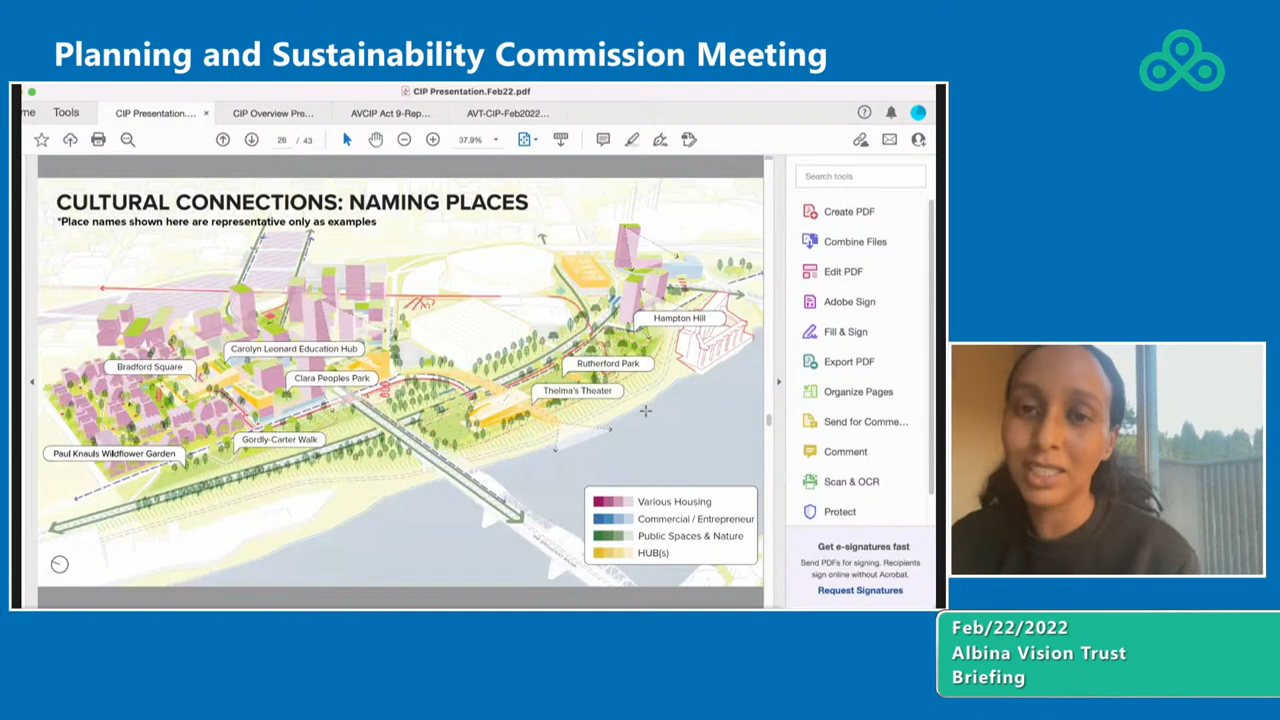 Planning and Sustainability Commission Meeting
CIP Presentation.Feb22.pdf
me
Tools
CIP Presentation....
CIP Overview Pre...
AVCIP Act 9-Rep...
AVT-CIP-Feb2022...
26 / 43
37.9%
CULTURAL CONNECTIONS: NAMING PLACES
*Place names shown here are representative only as examples
Hampton Hill
Carolyn Leonard Education Hub
Bradford Square
Rutherford Park
Clara Peoples Park
Thelma's Theater
Gordly-Carter Walk
Paul Knauls Wildflower Garden
Various Housing
Commercial / Entrepreneur
Public Spaces & Nature
HUB(s)
Search tools
Create PDF
Combine Files
Edit PDF
Adobe Sign
Fill & Sign
Export PDF
Organize Pages
Send for Comme...
Comment
Scan & OCR
Protect
Get e-signatures fast
Send PDFs for signing. Recipients
sign online without Acrobat.
Request Signatures
Feb/22/2022
Albina Vision Trust
Briefing